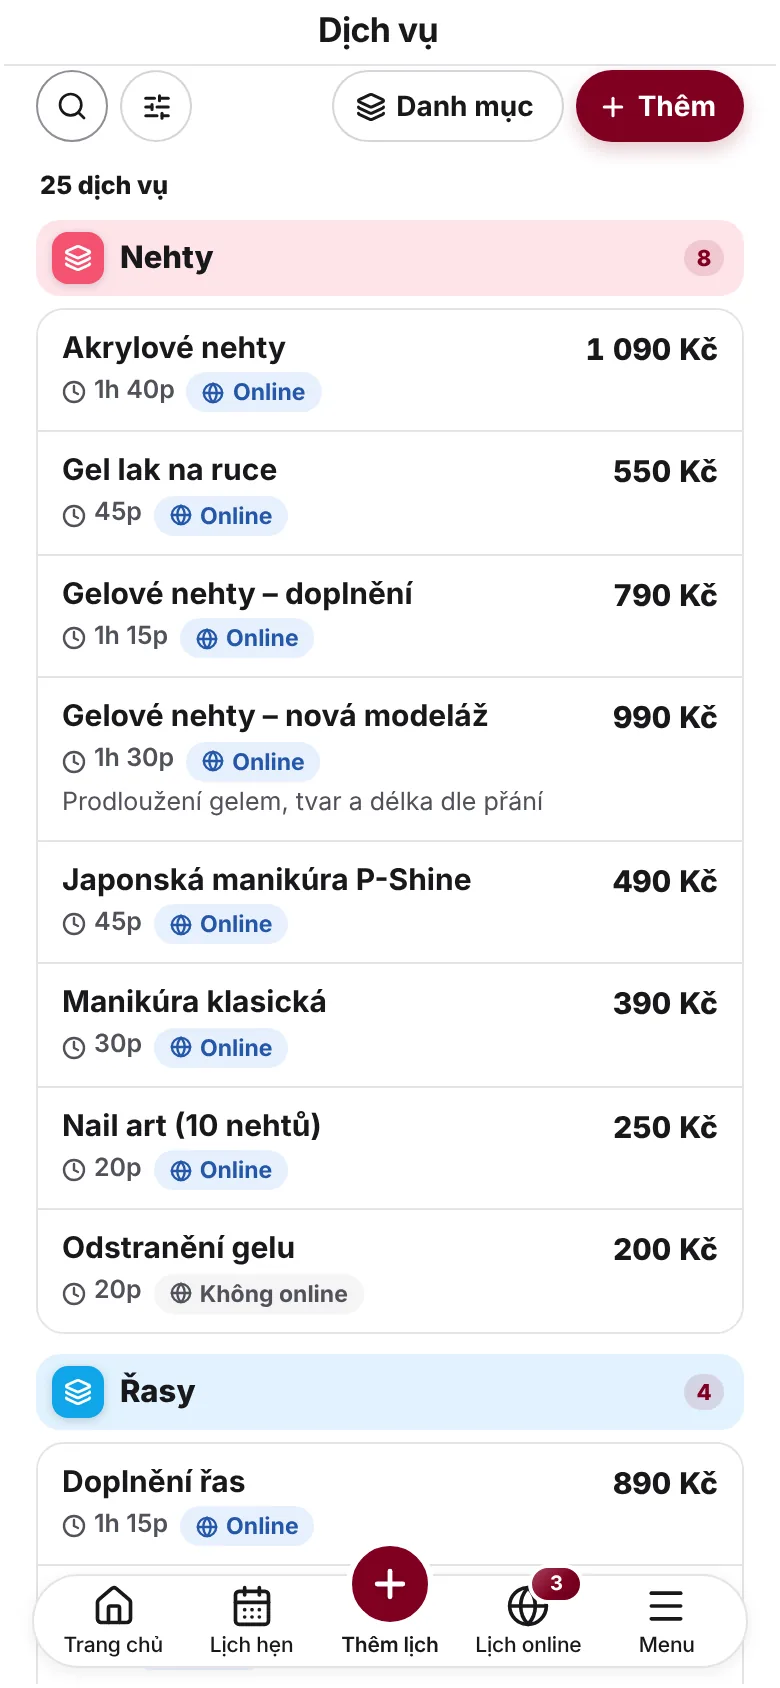 Dịch vụ
Danh mục
+ Thêm
25 dịch vụ
Nehty 8
Akrylové nehty 1 090 Kč
1h 40p Online
Gel lak na ruce 550 Kč
45p Online
Gelové nehty – doplnění 790 Kč
1h 15p Online
Gelové nehty – nová modeláž 990 Kč
1h 30p Online
Prodloužení gelem, tvar a délka dle přání
Japonská manikúra P-Shine 490 Kč
45p Online
Manikúra klasická 390 Kč
30p Online
Nail art (10 nehtů) 250 Kč
20p Online
Odstranění gelu 200 Kč
20p Không online
Řasy 4
Doplnění řas 890 Kč
1h 15p Online
3
Trang chủ Lịch hẹn Thêm lịch Lịch online Menu